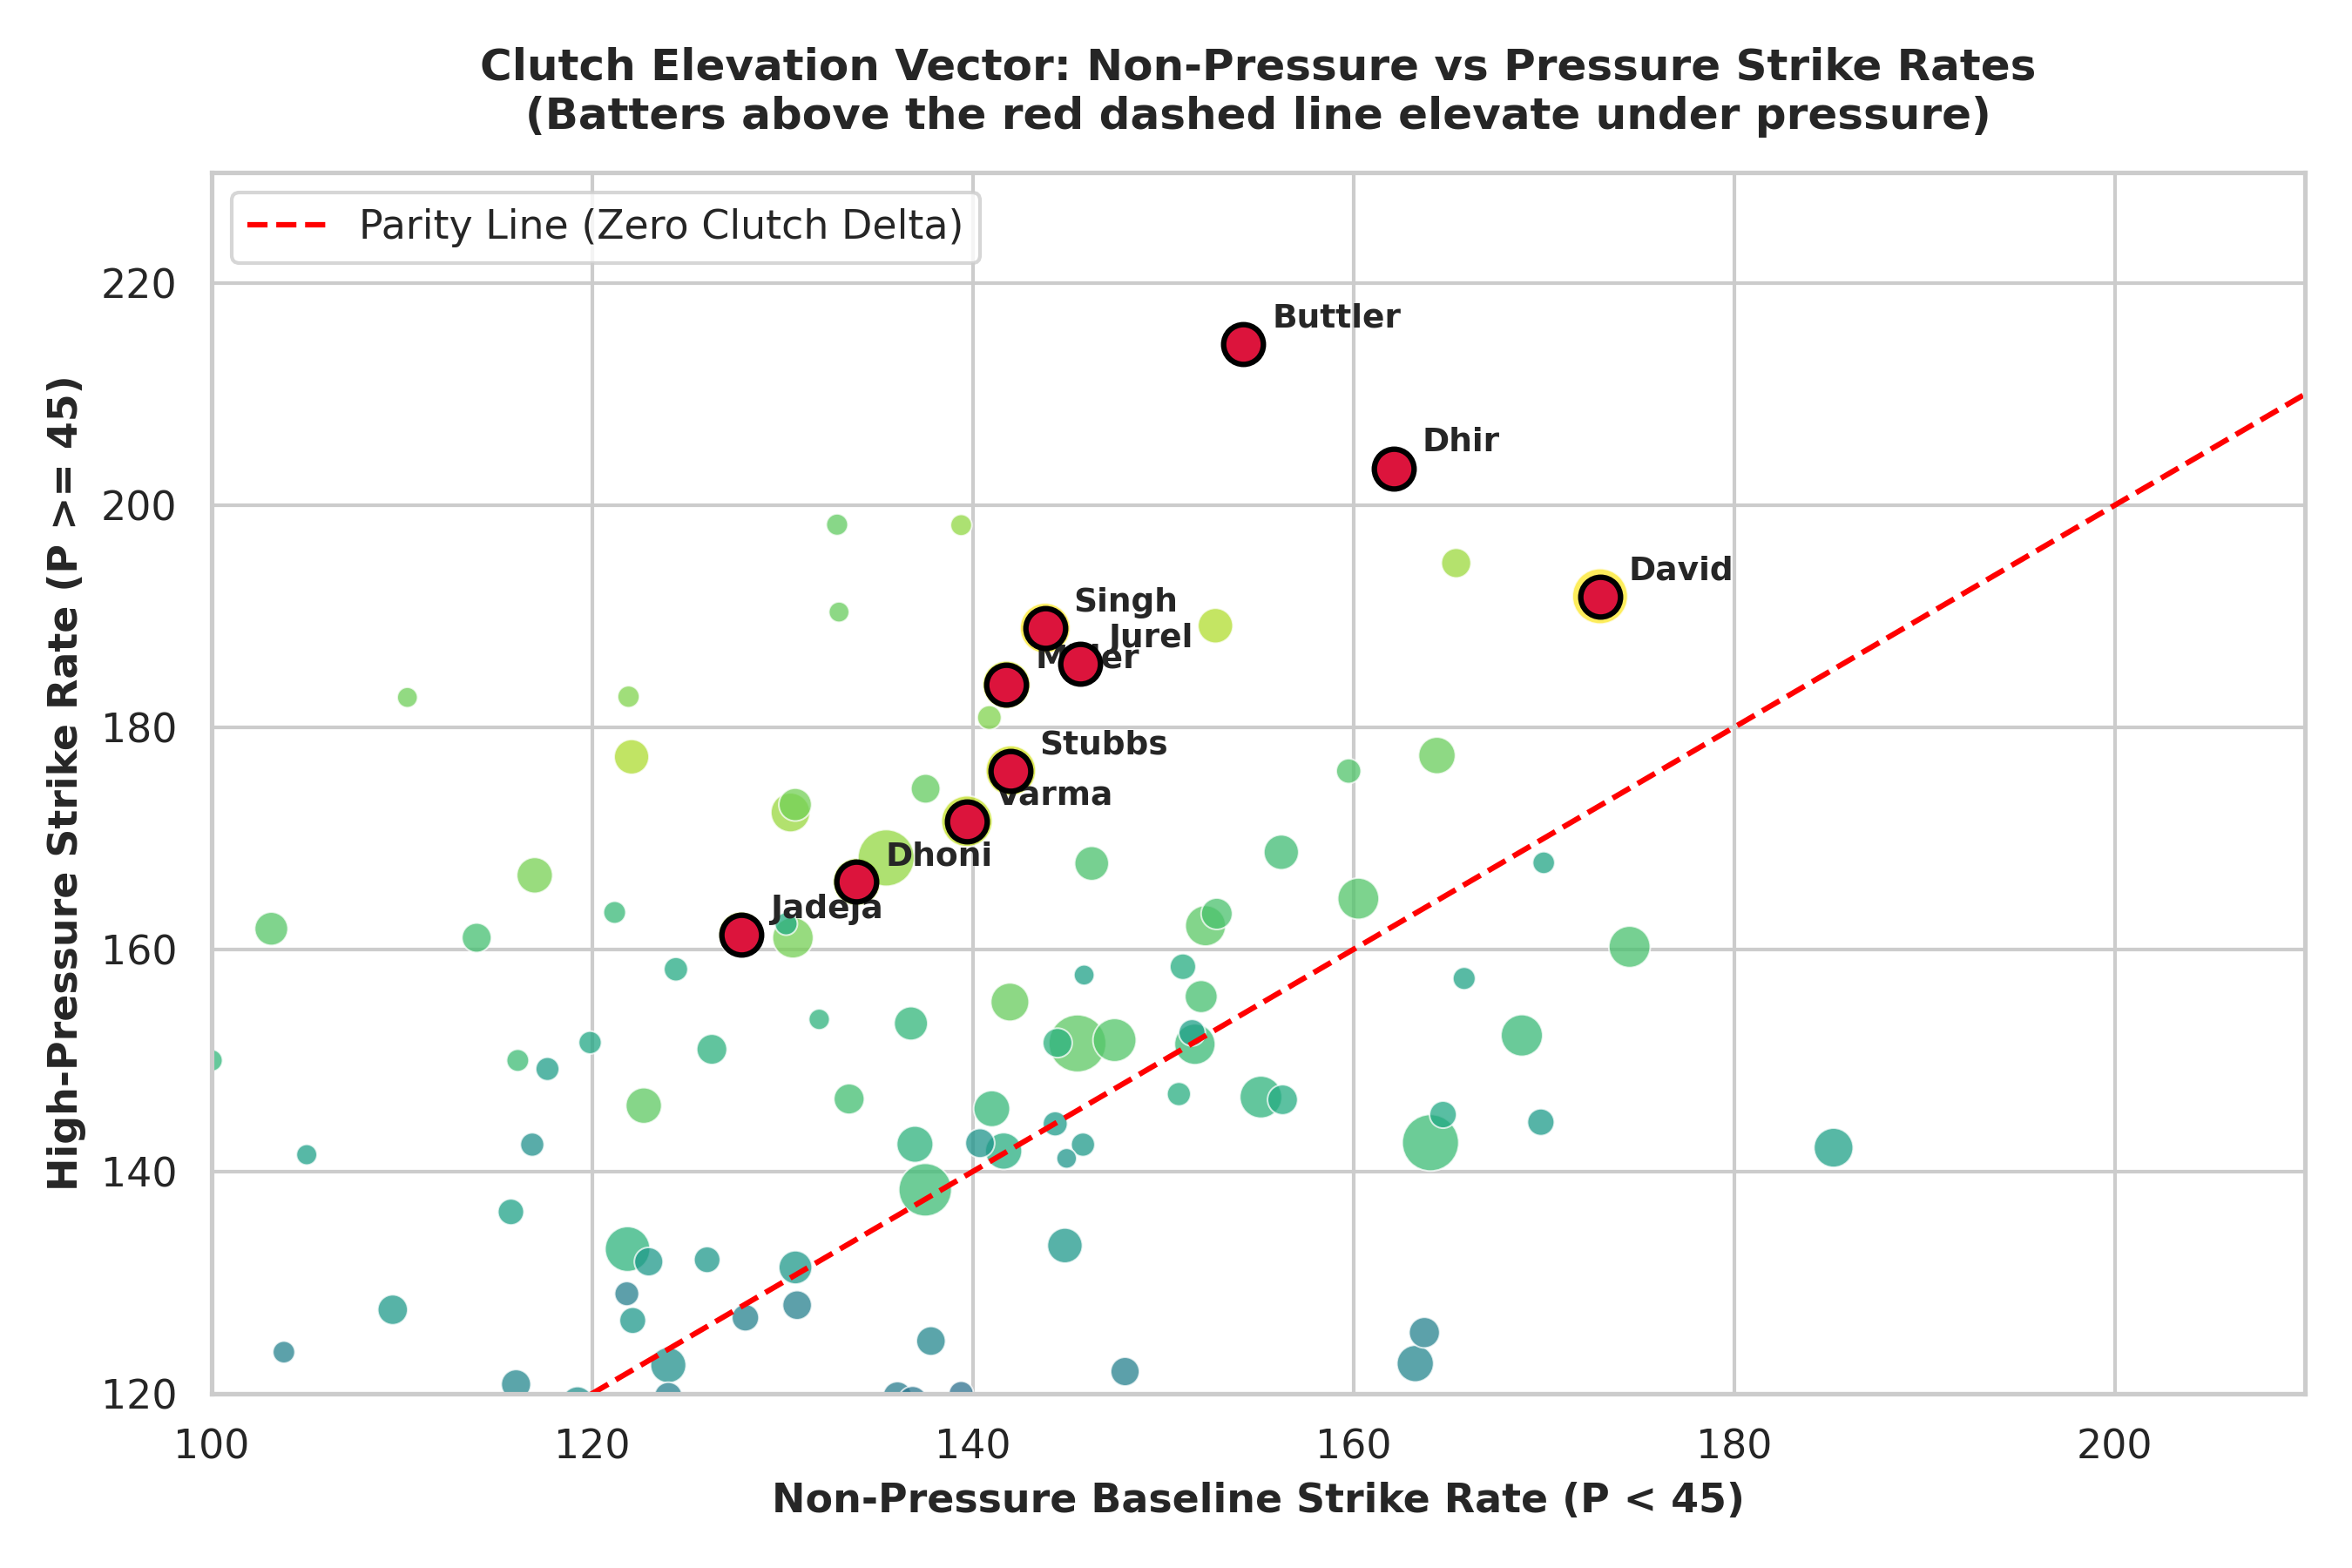 Clutch Elevation Vector: Non-Pressure vs Pressure Strike Rates
(Batters above the red dashed line elevate under pressure)
Parity Line (Zero Clutch Delta)
High-Pressure Strike Rate (P >= 45)
220
200
180
160
140
120
Buttler
Dhir
David
Singh
Jurel
Stubbs
Varma
Dhoni
Jadeja
100
120
140
160
180
200
Non-Pressure Baseline Strike Rate (P < 45)